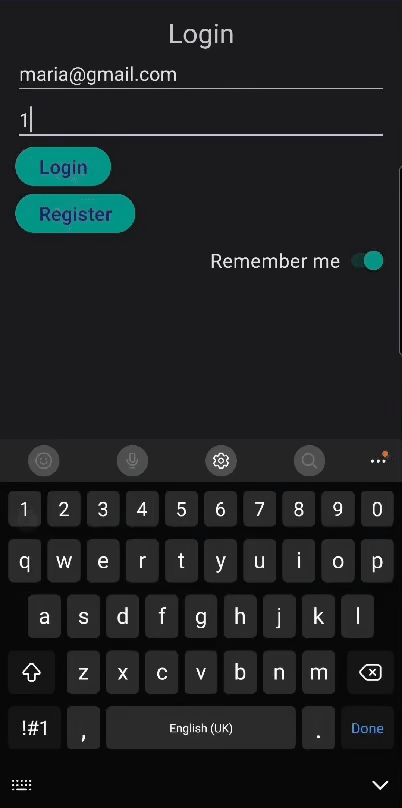 Login
maria@gmail.com
1
Login
Register
Remember me
1 2 3 4 5 6 7 8 9 0
q w e r t y u i o p
a s d f g h j k l
z x c v b n m
!#1 , English (UK) . Done